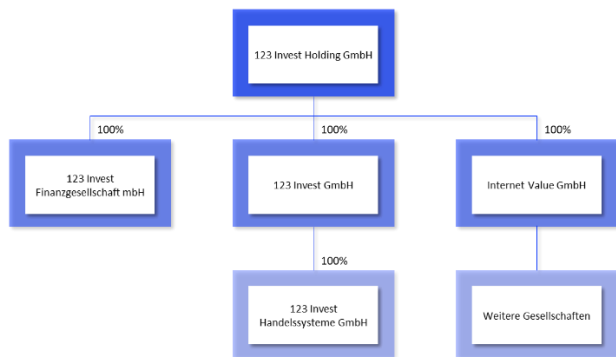 123 Invest Holding GmbH
100%
100%
100%
123 Invest
Finanzgesellschaft mbH
123 Invest GmbH
Internet Value GmbH
100%
123 Invest
Handelssysteme GmbH
Weitere Gesellschaften